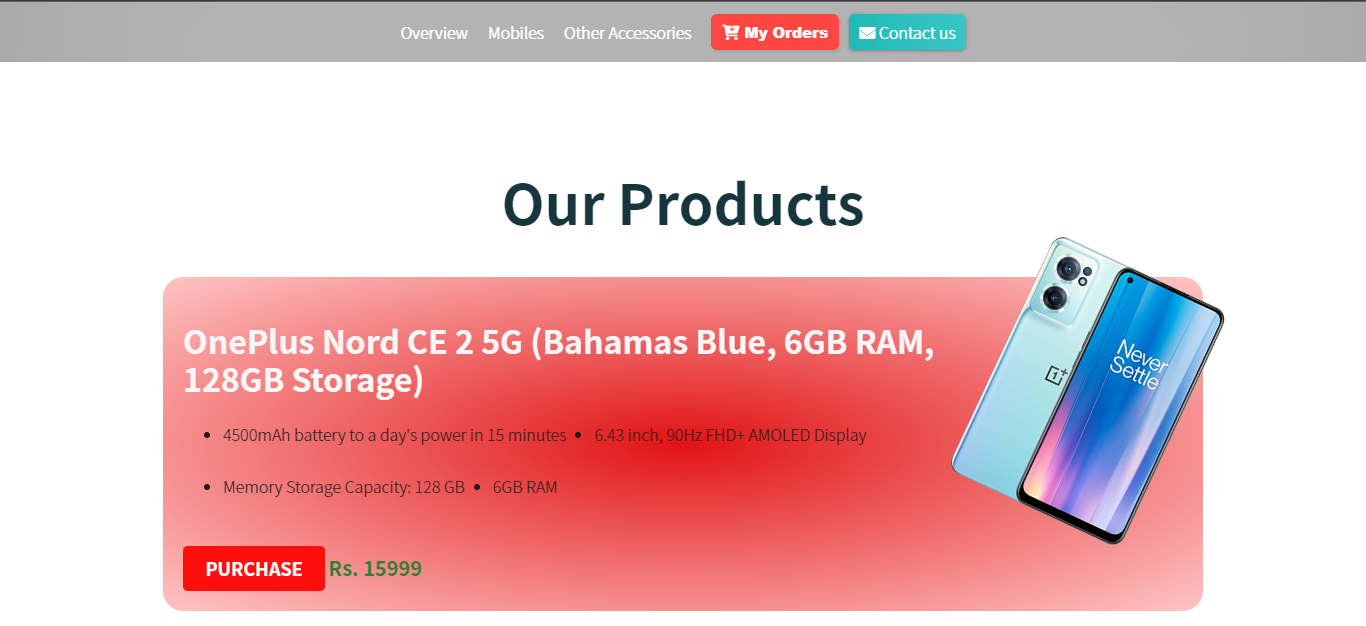 Overview Mobiles Other Accessories My Orders Contact us
Our Products
OnePlus Nord CE 2 5G (Bahamas Blue, 6GB RAM,
128GB Storage)
• 4500mAh battery to a day's power in 15 minutes • 6.43 inch, 90Hz FHD+ AMOLED Display
• Memory Storage Capacity: 128 GB • 6GB RAM
PURCHASE Rs. 15999
Never
Settle
1+